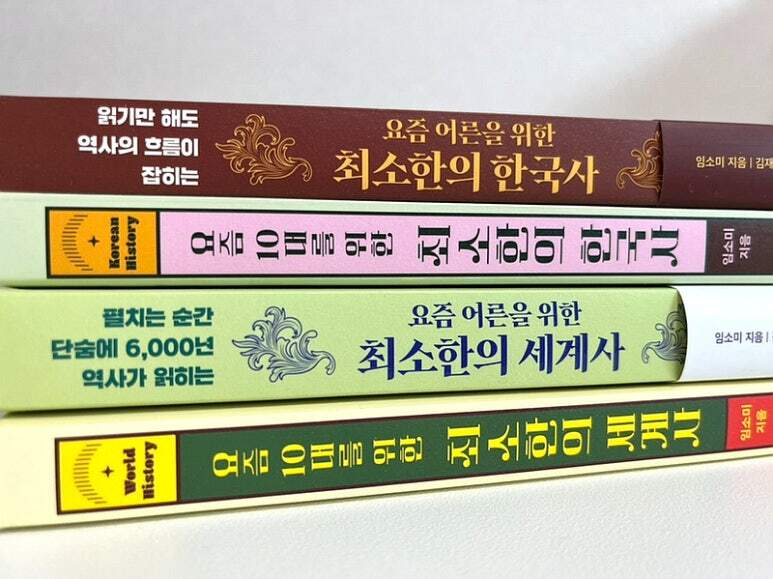 읽기만 해도
역사의 흐름이
잡히는
요즘 어른을 위한
최소한의 한국사
임소미 지음 | 김재
Korean
History
요즘 10대를 위한 최소한의 한국사
임소미
지음
펼치는 순간
단숨에 6,000년
역사가 읽히는
요즘 어른을 위한
최소한의 세계사
임소미 지음 |
World
History
요즘 10대를 위한 최소한의 세계사
임소미
지음